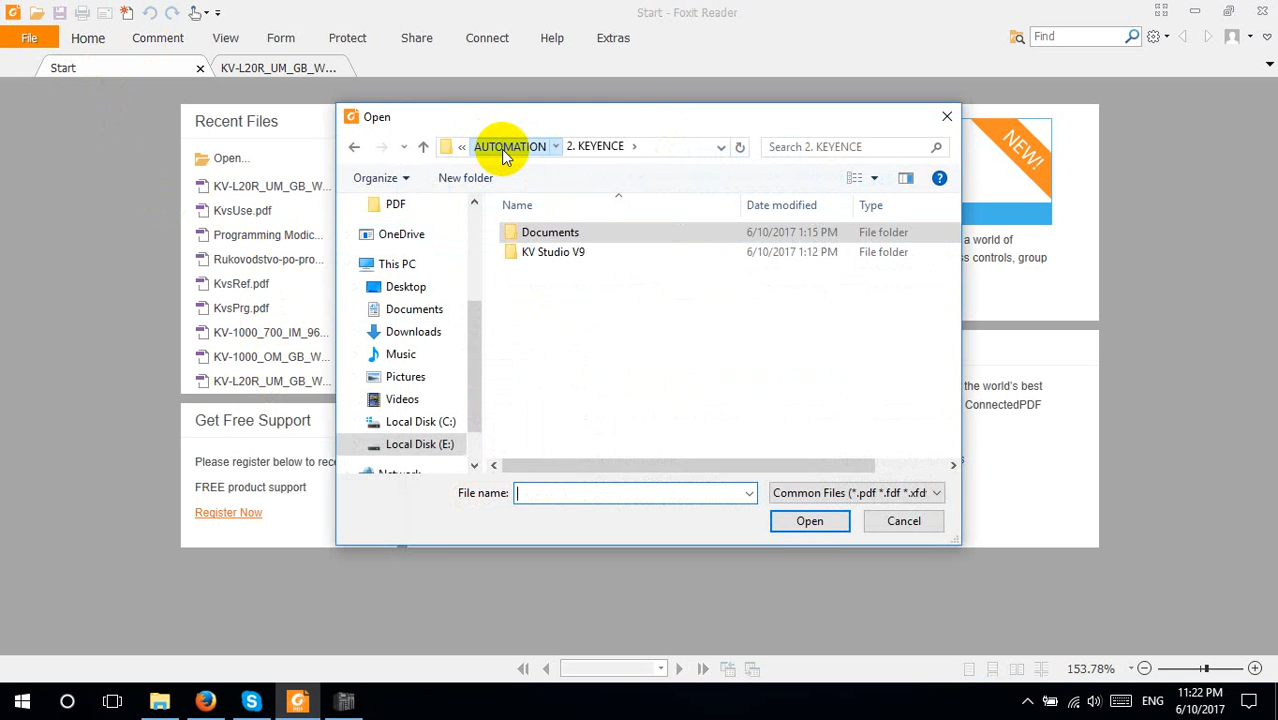 Start - Foxit Reader
File
Home
Comment
View
Form
Protect
Share
Connect
Help
Extras
Find
Start
KV-L20R_UM_GB_W...
Recent Files
Open...
KV-L20R_UM_GB_W...
KvsUse.pdf
Programming Modic...
Rukovodstvo-po-pro...
KvsRef.pdf
KvsPrg.pdf
KV-1000_700_IM_96...
KV-1000_OM_GB_W...
KV-L20R_UM_GB_W...
Get Free Support
Please register below to rece
FREE product support
Register Now
Open
« AUTOMATION 2. KEYENCE
Search 2. KEYENCE
Organize
New folder
PDF
OneDrive
This PC
Desktop
Documents
Downloads
Music
Pictures
Videos
Local Disk (C:)
Local Disk (E:)
Network
Name Date modified Type
Documents 6/10/2017 1:15 PM File folder
KV Studio V9 6/10/2017 1:12 PM File folder
File name:
Common Files (*.pdf *.fdf *.xfd
Open
Cancel
NEW!
a world of
ss controls, group
the world's best
ConnectedPDF
153.78%
PDF
ENG
11:22 PM
6/10/2017